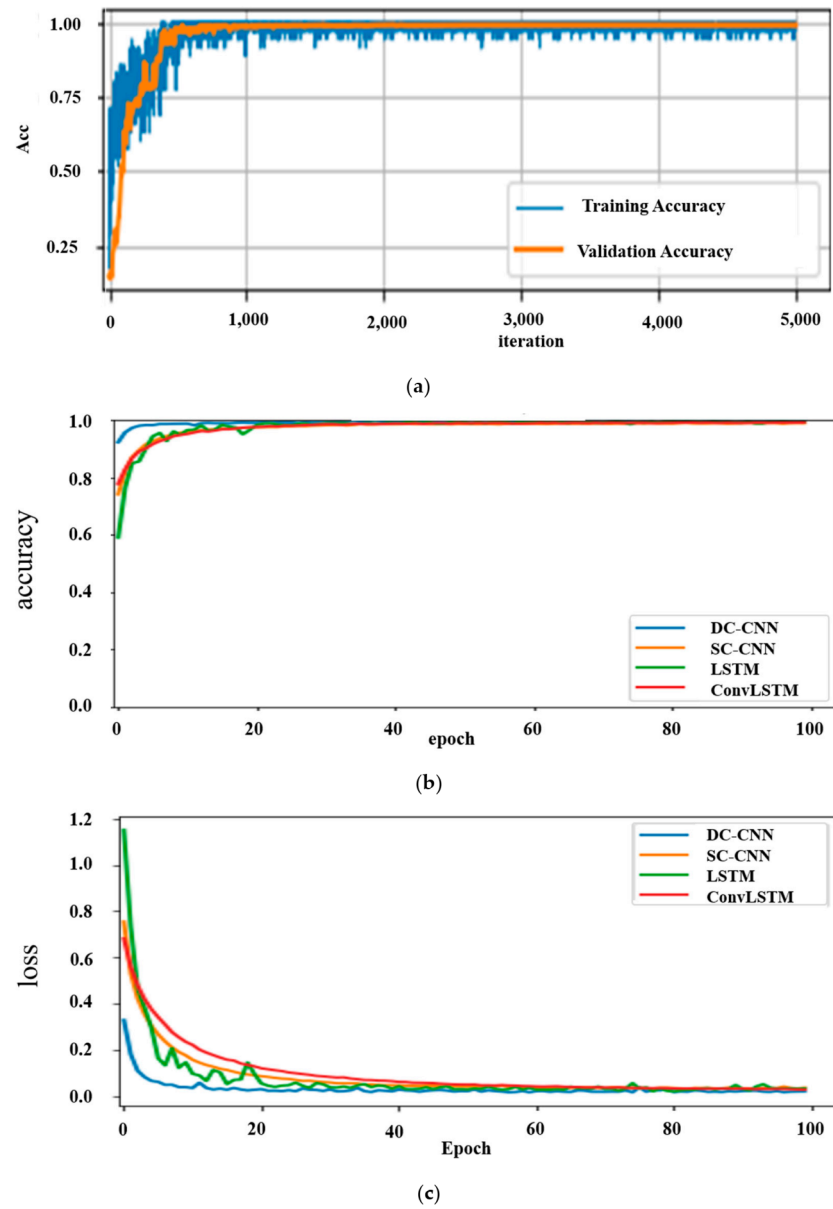 1.00
0.75
0.50
0.25
Acc
Training Accuracy
Validation Accuracy
0
1,000
2,000
3,000
4,000
5,000
iteration
(a)
1.0
0.8
0.6
0.4
0.2
0.0
accuracy
DC-CNN
SC-CNN
LSTM
ConvLSTM
0
20
40
60
80
100
epoch
(b)
1.2
1.2
0.8
0.6
0.4
0.2
0.0
loss
DC-CNN
SC-CNN
LSTM
ConvLSTM
0
20
40
60
80
100
Epoch
(c)